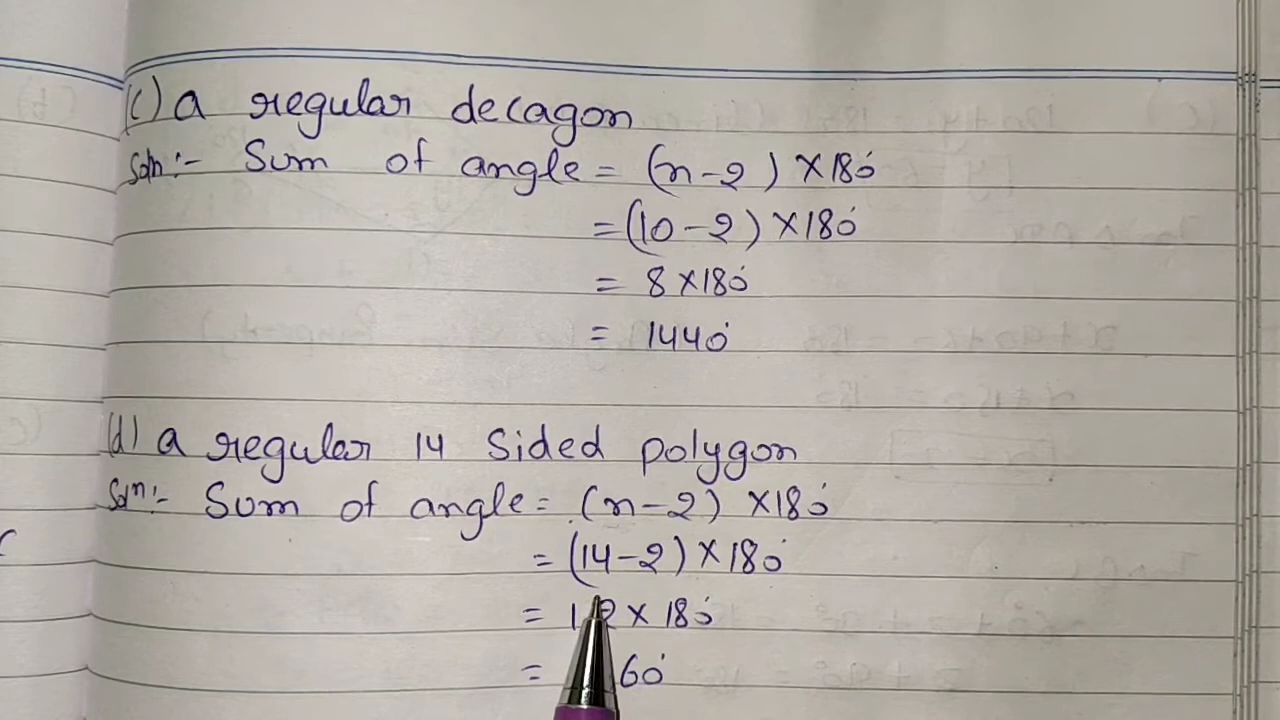 (c) a regular decagon
Soln:- Sum of angle = (n-2) ×180°
= (10-2) ×180°
= 8 ×180°
= 1440°
(d) a regular 14 sided polygon
Solⁿ:- Sum of angle = (n-2) ×180°
= (14-2) ×180°
= 12 × 180°
= 60°